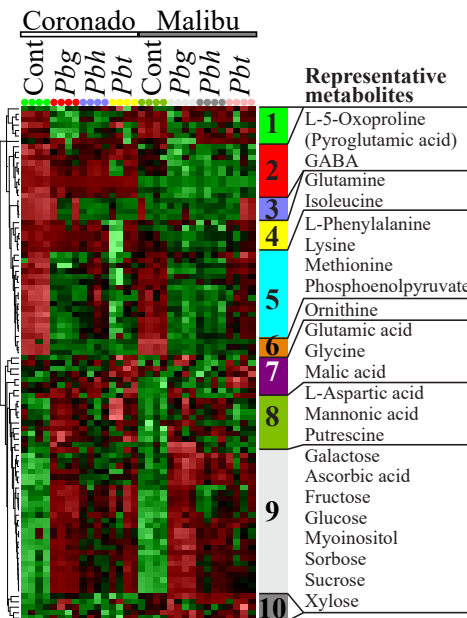 Coronado Malibu
Cont Pbg Pbh Pbt Cont Pbg Pbh Pbt
Representative
metabolites
1
2
3
4
5
6
7
8
9
10
L-5-Oxoproline
(Pyroglutamic acid)
GABA
Glutamine
Isoleucine
L-Phenylalanine
Lysine
Methionine
Phosphoenolpyruvate
Ornithine
Glutamic acid
Glycine
Malic acid
L-Aspartic acid
Mannonic acid
Putrescine
Galactose
Ascorbic acid
Fructose
Glucose
Myoinositol
Sorbose
Sucrose
Xylose